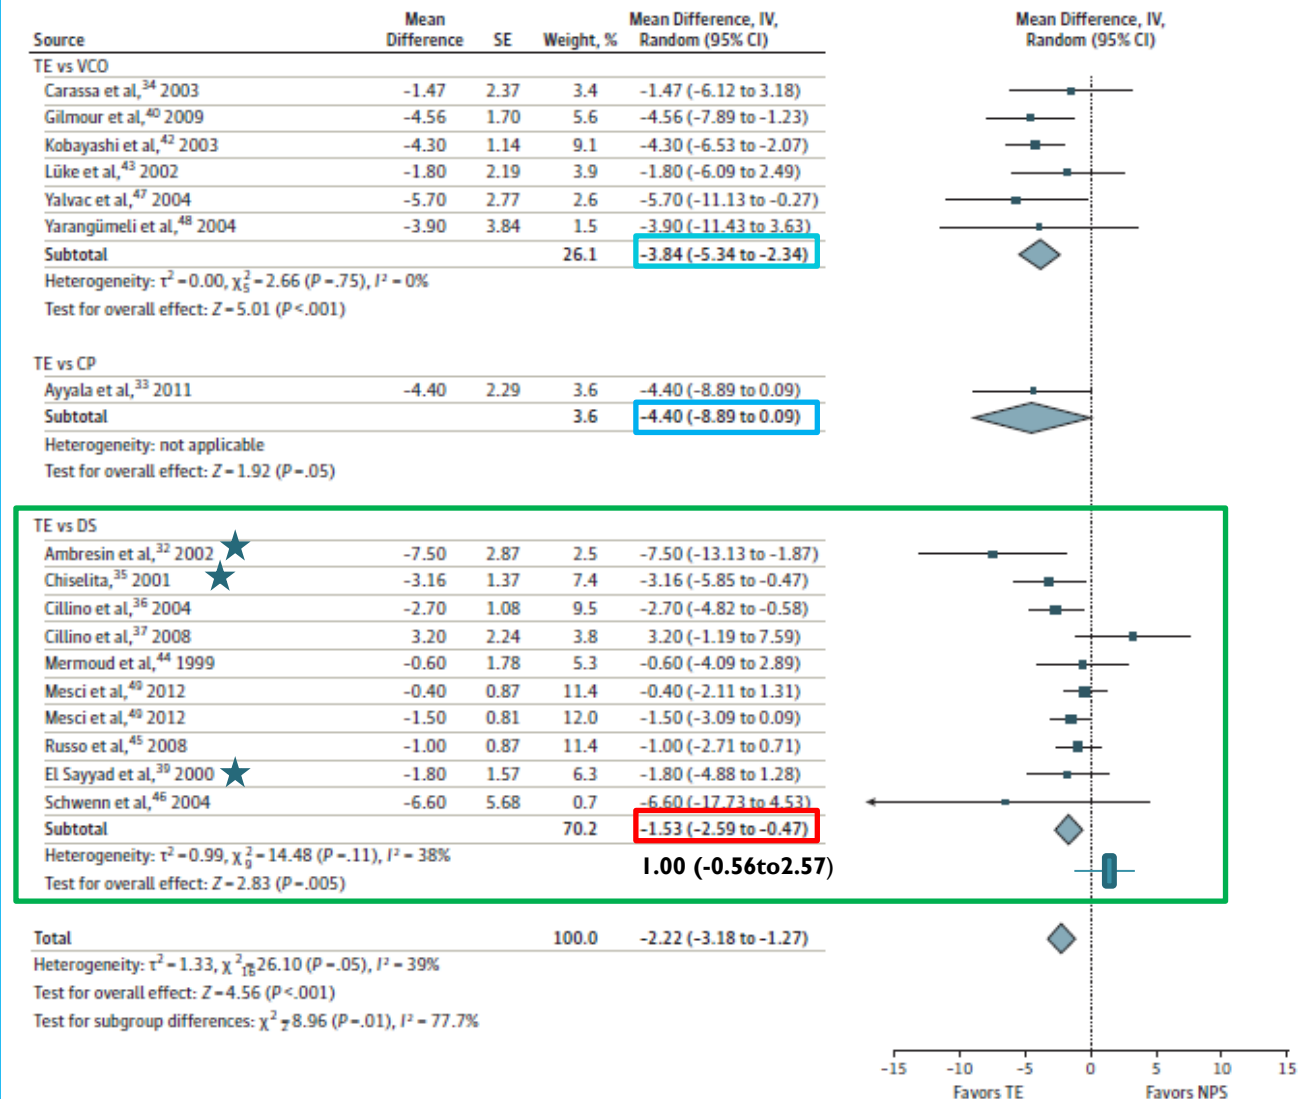 Source Mean Difference SE Weight, % Mean Difference, IV, Random (95% CI) Mean Difference, IV, Random (95% CI)
TE vs VCO
Carassa et al,34 2003 -1.47 2.37 3.4 -1.47 (-6.12 to 3.18)
Gilmour et al,40 2009 -4.56 1.70 5.6 -4.56 (-7.89 to -1.23)
Kobayashi et al,42 2003 -4.30 1.14 9.1 -4.30 (-6.53 to -2.07)
Lüke et al,43 2002 -1.80 2.19 3.9 -1.80 (-6.09 to 2.49)
Yalvac et al,47 2004 -5.70 2.77 2.6 -5.70 (-11.13 to -0.27)
Yarangümeli et al,48 2004 -3.90 3.84 1.5 -3.90 (-11.43 to 3.63)
Subtotal 26.1 -3.84 (-5.34 to -2.34)
Heterogeneity: τ² = 0.00, χ²5 = 2.66 (P = .75), I² = 0%
Test for overall effect: Z = 5.01 (P <.001)
TE vs CP
Ayyala et al,33 2011 -4.40 2.29 3.6 -4.40 (-8.89 to 0.09)
Subtotal 3.6 -4.40 (-8.89 to 0.09)
Heterogeneity: not applicable
Test for overall effect: Z = 1.92 (P = .05)
TE vs DS
Ambresin et al,32 2002 -7.50 2.87 2.5 -7.50 (-13.13 to -1.87)
Chiselita,35 2001 -3.16 1.37 7.4 -3.16 (-5.85 to -0.47)
Cillino et al,36 2004 -2.70 1.08 9.5 -2.70 (-4.82 to -0.58)
Cillino et al,37 2008 3.20 2.24 3.8 3.20 (-1.19 to 7.59)
Mermoud et al,44 1999 -0.60 1.78 5.3 -0.60 (-4.09 to 2.89)
Mesci et al,49 2012 -0.40 0.87 11.4 -0.40 (-2.11 to 1.31)
Mesci et al,49 2012 -1.50 0.81 12.0 -1.50 (-3.09 to 0.09)
Russo et al,45 2008 -1.00 0.87 11.4 -1.00 (-2.71 to 0.71)
El Sayyad et al,39 2000 -1.80 1.57 6.3 -1.80 (-4.88 to 1.28)
Schwenn et al,46 2004 -6.60 5.68 0.7 -6.60 (-17.73 to 4.53)
Subtotal 70.2 -1.53 (-2.59 to -0.47)
Heterogeneity: τ² = 0.99, χ²9 = 14.48 (P = .11), I² = 38%
1.00 (-0.56to2.57)
Test for overall effect: Z = 2.83 (P = .005)
Total 100.0 -2.22 (-3.18 to -1.27)
Heterogeneity: τ² = 1.33, χ²16 = 26.10 (P = .05), I² = 39%
Test for overall effect: Z = 4.56 (P <.001)
Test for subgroup differences: χ²2 = 8.96 (P = .01), I² = 77.7%
-15 -10 -5 0 5 10 15
Favors TE Favors NPS